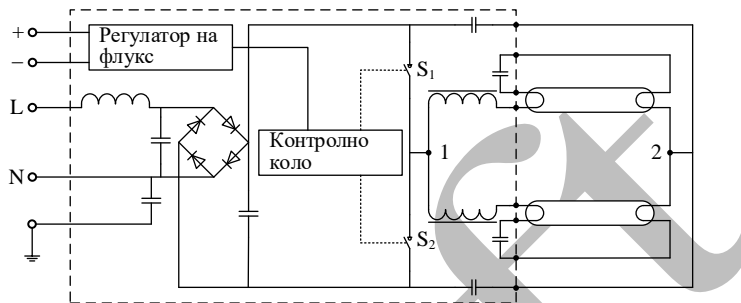 +
Регулатор на
флукс
−
S1
L
Контролно
коло
1
2
N
S2